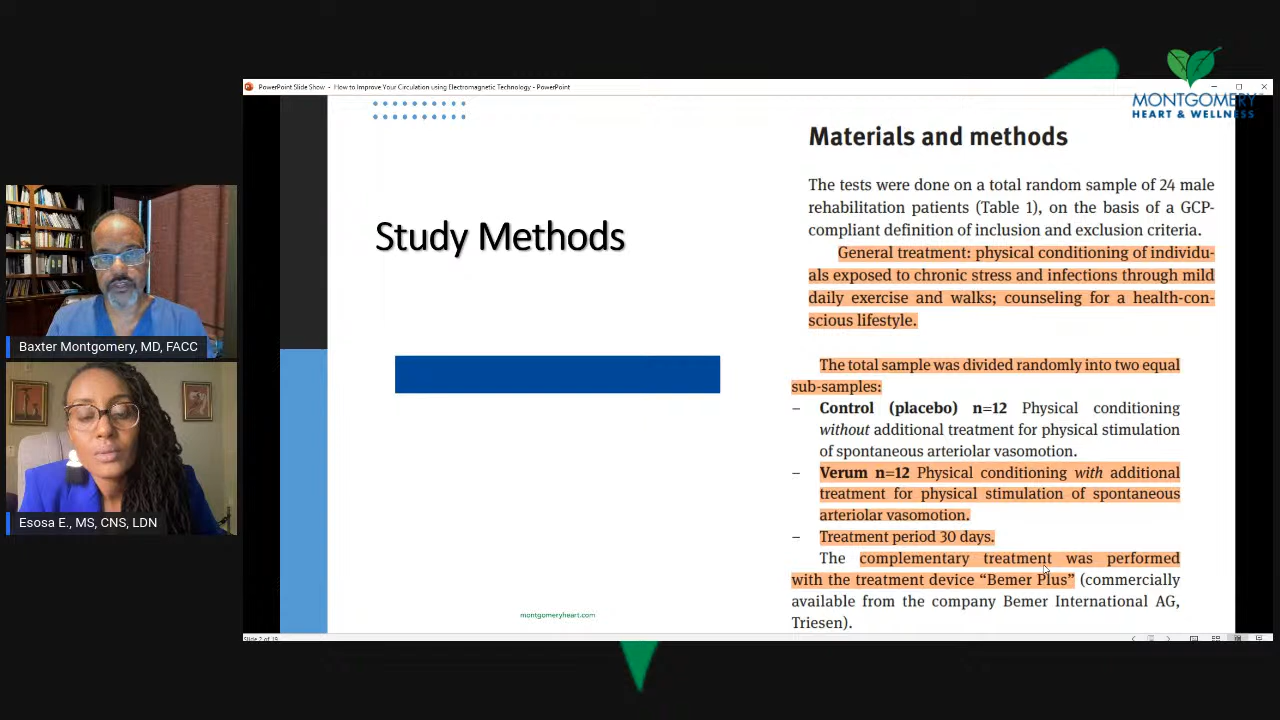 MONTGOMERY
HEART & WELLNESS
PowerPoint Slide Show - How to Improve Your Circulation using Electromagnetic Technology - PowerPoint
Study Methods
montgomeryheart.com
Materials and methods
The tests were done on a total random sample of 24 male
rehabilitation patients (Table 1), on the basis of a GCP-
compliant definition of inclusion and exclusion criteria.
General treatment: physical conditioning of individu-
als exposed to chronic stress and infections through mild
daily exercise and walks; counseling for a health-con-
scious lifestyle.
The total sample was divided randomly into two equal
sub-samples:
– Control (placebo) n=12 Physical conditioning
without additional treatment for physical stimulation
of spontaneous arteriolar vasomotion.
– Verum n=12 Physical conditioning with additional
treatment for physical stimulation of spontaneous
arteriolar vasomotion.
– Treatment period 30 days.
The complementary treatment was performed
with the treatment device “Bemer Plus” (commercially
available from the company Bemer International AG,
Triesen).
Slide 2 of 19
Baxter Montgomery, MD, FACC
Esosa E., MS, CNS, LDN